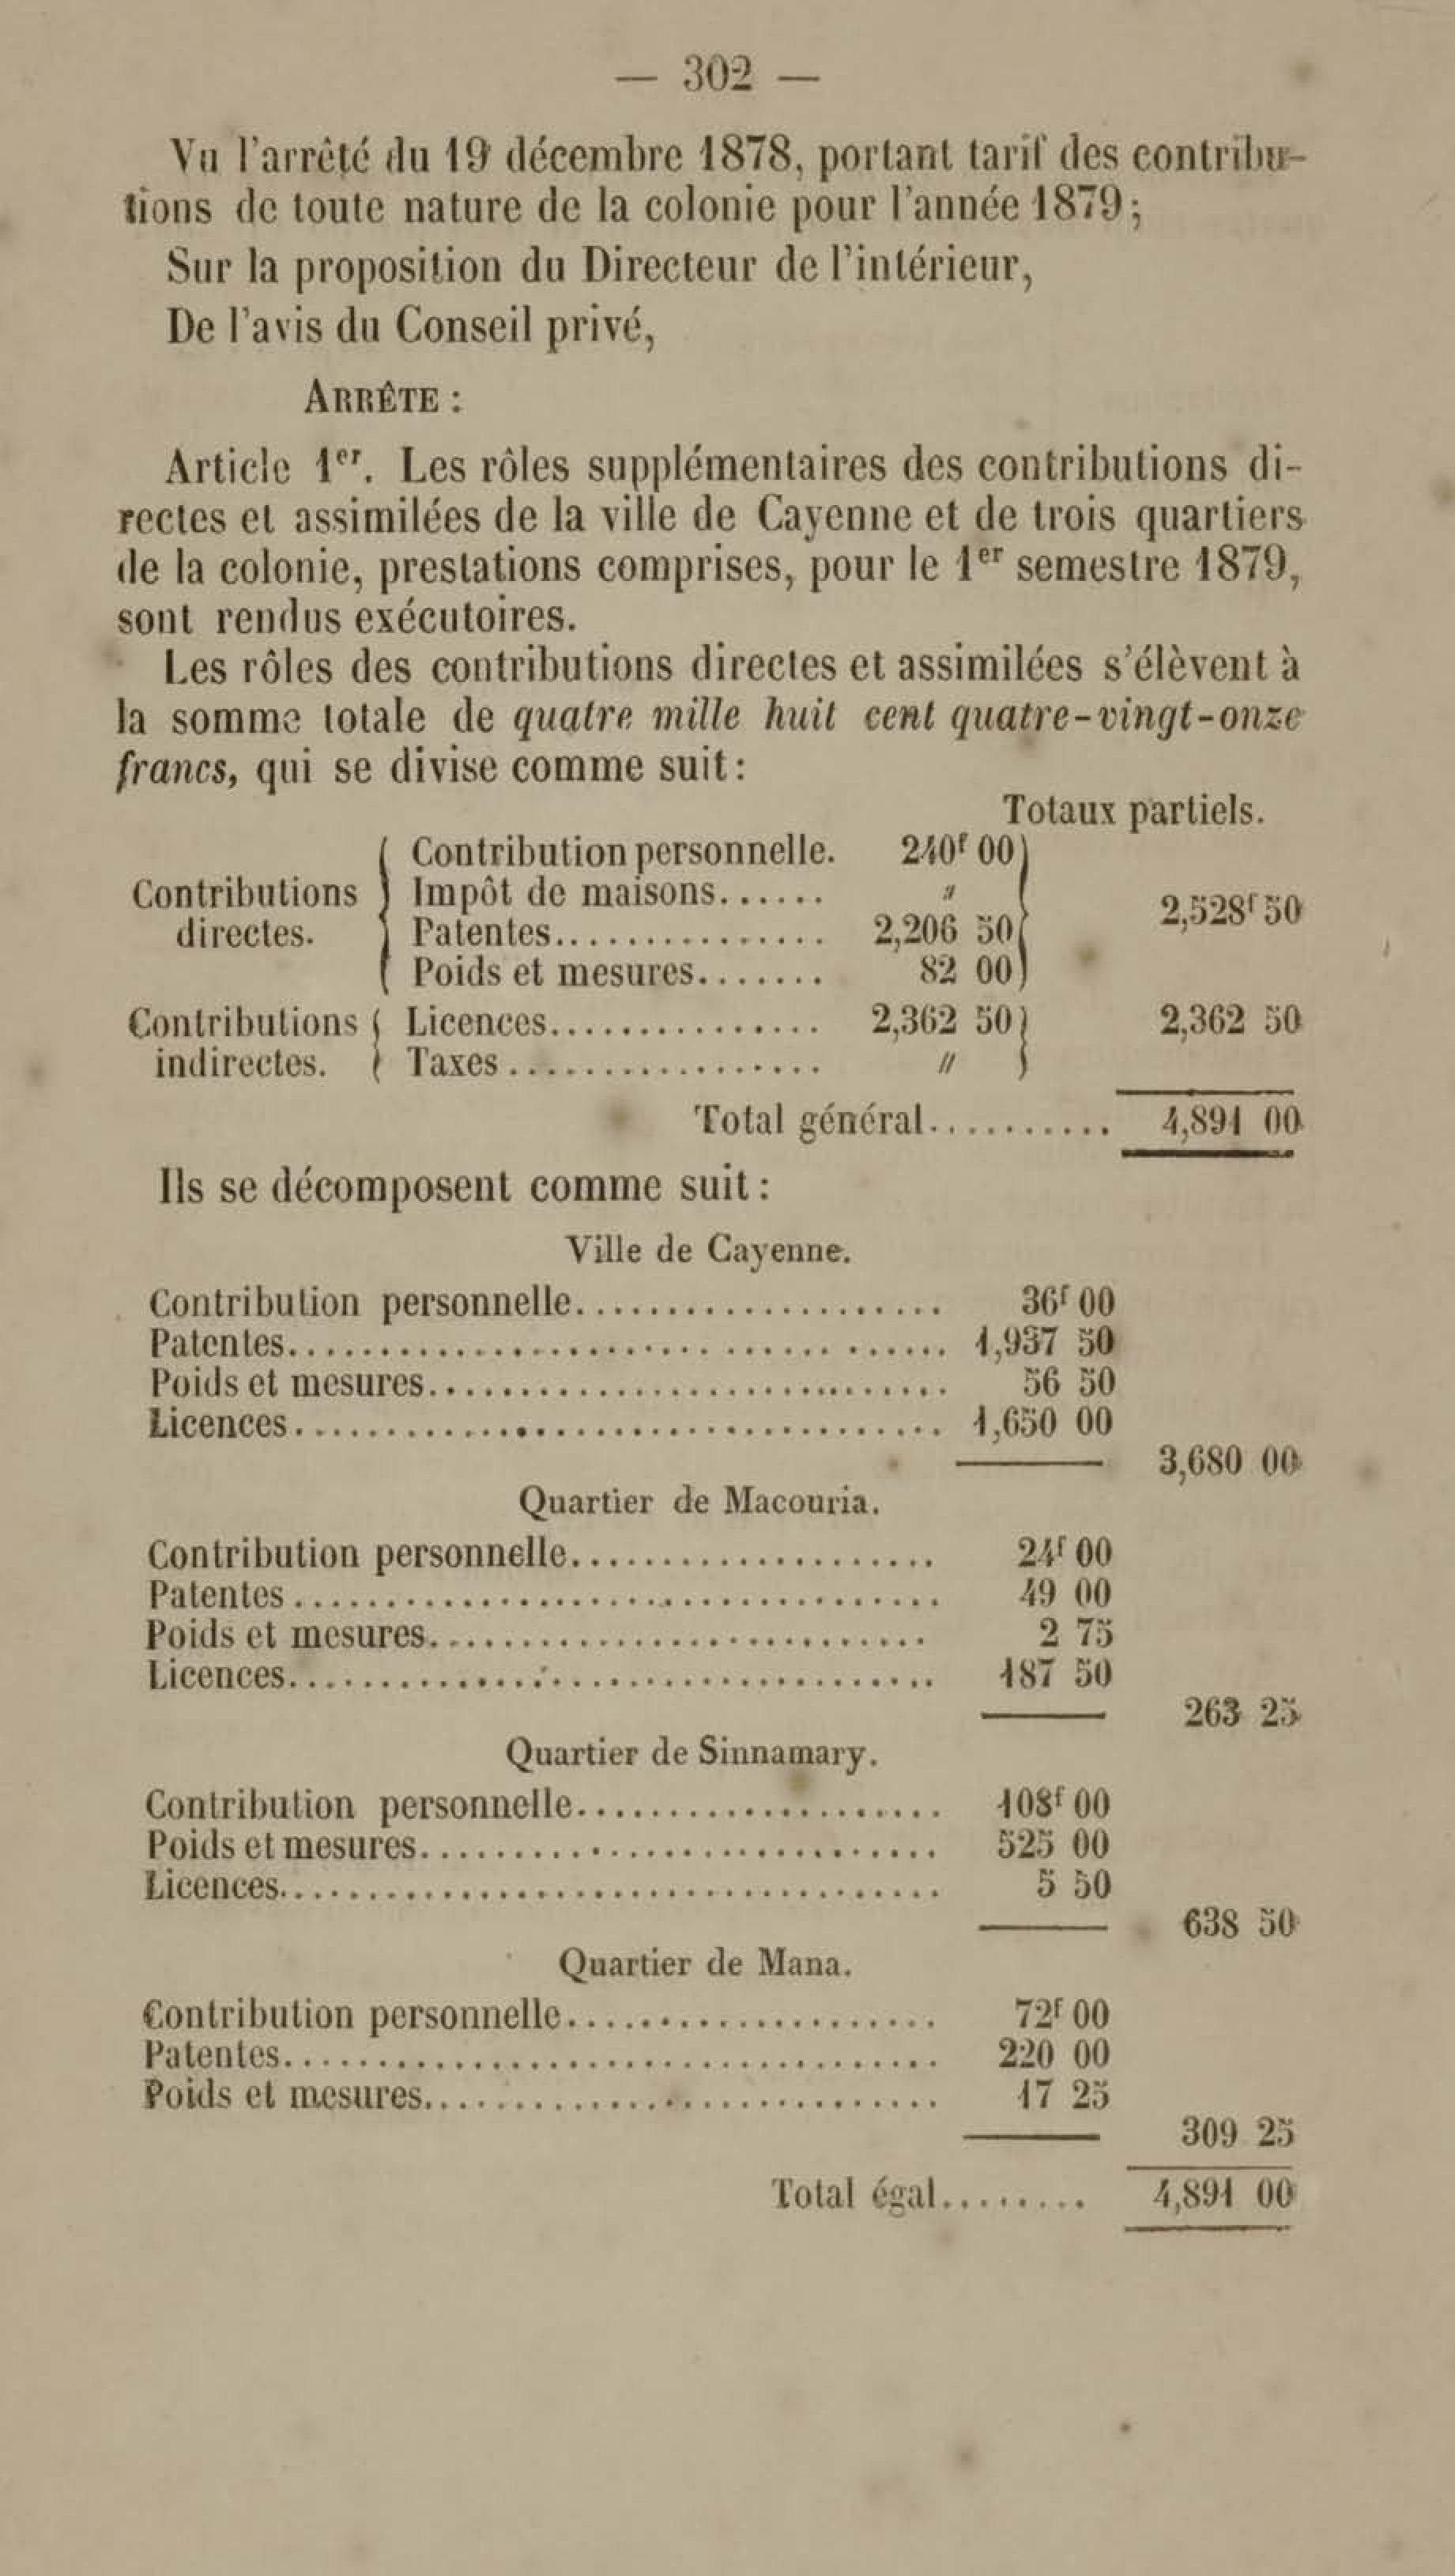 — 302 —
Vu l'arrêté du 19 décembre 1878, portant tarif des contribu-
tions de toute nature de la colonie pour l'année 1879;
Sur la proposition du Directeur de l'intérieur,
De l'avis du Conseil privé,
ARRÊTE :
Article 1er. Les rôles supplémentaires des contributions di-
rectes et assimilées de la ville de Cayenne et de trois quartiers
de la colonie, prestations comprises, pour le 1er semestre 1879,
sont rendus exécutoires.
Les rôles des contributions directes et assimilées s'élèvent à
la somme totale de quatre mille huit cent quatre-vingt-onze
francs, qui se divise comme suit:
Totaux partiels.
Contribution personnelle. 240f 00
Contributions Impôt de maisons...... " 2,528f 50
directes. Patentes............... 2,206 50
Poids et mesures....... 82 00
Contributions Licences............... 2,362 50 2,362 50
indirectes. Taxes................. "
Total général........... 4,891 00
Ils se décomposent comme suit:
Ville de Cayenne.
Contribution personnelle.................... 36f 00
Patentes.................................... 1,937 50
Poids et mesures............................ 56 50
Licences.................................... 1,650 00
3,680 00
Quartier de Macouria.
Contribution personnelle.................... 24f 00
Patentes.................................... 49 00
Poids et mesures............................ 2 75
Licences.................................... 187 50
263 25
Quartier de Sinnamary.
Contribution personnelle.................... 108f 00
Poids et mesures............................ 525 00
Licences.................................... 5 50
638 50
Quartier de Mana.
Contribution personnelle.................... 72f 00
Patentes.................................... 220 00
Poids et mesures............................ 17 25
309 25
Total égal......... 4,891 00